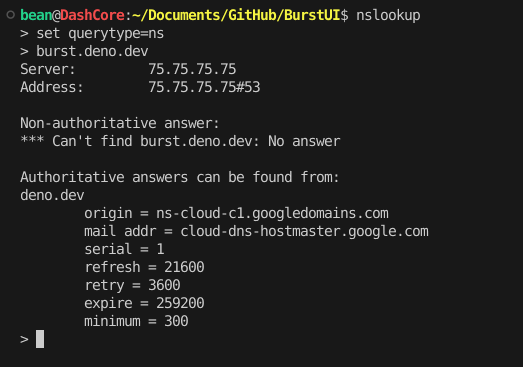 bean@DashCore:~/Documents/GitHub/BurstUI$ nslookup
> set querytype=ns
> burst.deno.dev
Server:         75.75.75.75
Address:        75.75.75.75#53

Non-authoritative answer:
*** Can't find burst.deno.dev: No answer

Authoritative answers can be found from:
deno.dev
        origin = ns-cloud-c1.googledomains.com
        mail addr = cloud-dns-hostmaster.google.com
        serial = 1
        refresh = 21600
        retry = 3600
        expire = 259200
        minimum = 300
>